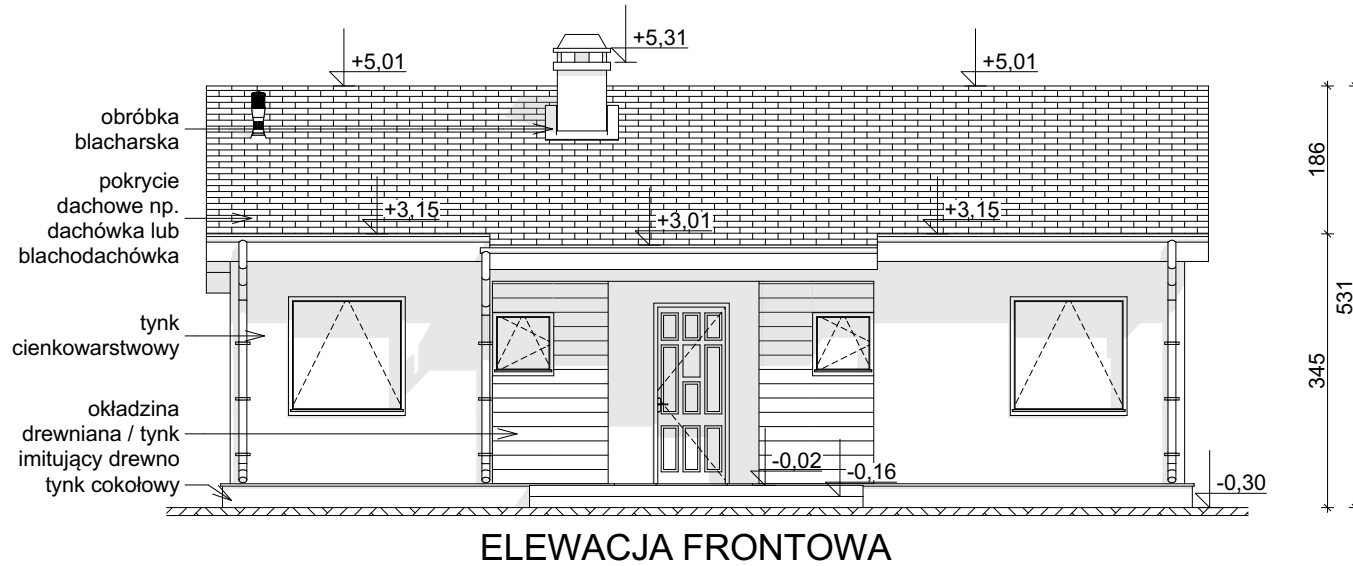 +5,01
+5,31
+5,01
obróbka
blacharska
pokrycie
dachowe np.
dachówka lub
blachodachówka
+3,15
+3,01
+3,15
186
tynk
cienkowarstwowy
531
345
okładzina
drewniana / tynk
imitujący drewno
tynk cokołowy
-0,02
-0,16
-0,30
ELEWACJA FRONTOWA